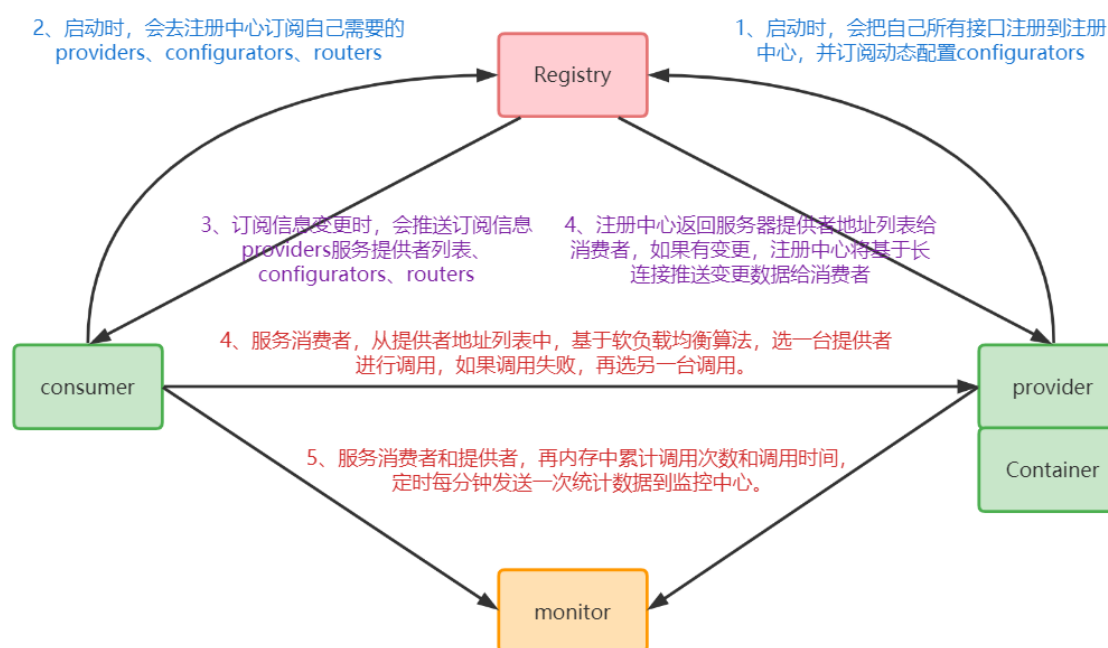 2、启动时，会去注册中心订阅自己需要的
providers、configurators、routers
1、启动时，会把自己所有接口注册到注册
中心，并订阅动态配置configurators
Registry
3、订阅信息变更时，会推送订阅信息
providers服务提供者列表、
configurators、routers
4、注册中心返回服务器提供者地址列表给
消费者，如果有变更，注册中心将基于长
连接推送变更数据给消费者
4、服务消费者，从提供者地址列表中，基于软负载均衡算法，选一台提供者
进行调用，如果调用失败，再选另一台调用。
consumer
provider
5、服务消费者和提供者，再内存中累计调用次数和调用时间，
定时每分钟发送一次统计数据到监控中心。
Container
monitor